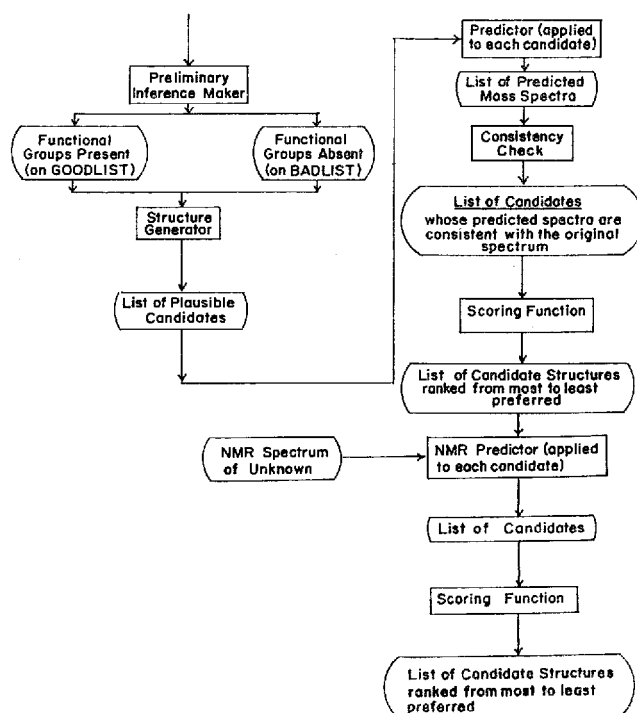 Preliminary
Inference Maker
Functional
Groups Present
(on GOODLIST)
Functional
Groups Absent
(on BADLIST)
Structure
Generator
List of Plausible
Candidates
Predictor (applied
to each candidate)
List of Predicted
Mass Spectra
Consistency
Check
List of Candidates
whose predicted spectra are
consistent with the original
spectrum
Scoring Function
List of Candidate Structures
ranked from most to least
preferred
NMR Spectrum
of Unknown
NMR Predictor (applied
to each candidate)
List of Candidates
Scoring Function
List of Candidate Structures
ranked from most to least
preferred